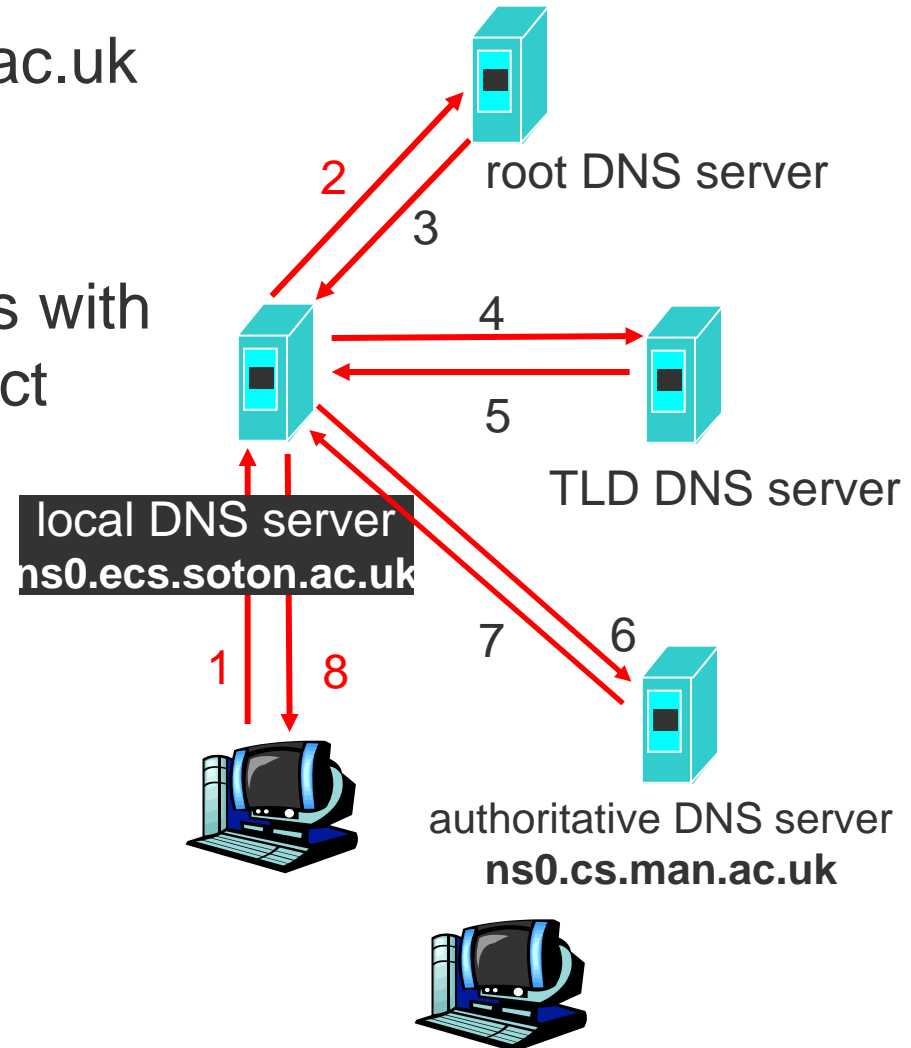 ac.uk
root DNS server
2
3
s with
ct
4
5
TLD DNS server
local DNS server
ns0.ecs.soton.ac.uk
7
6
1
8
authoritative DNS server
ns0.cs.man.ac.uk